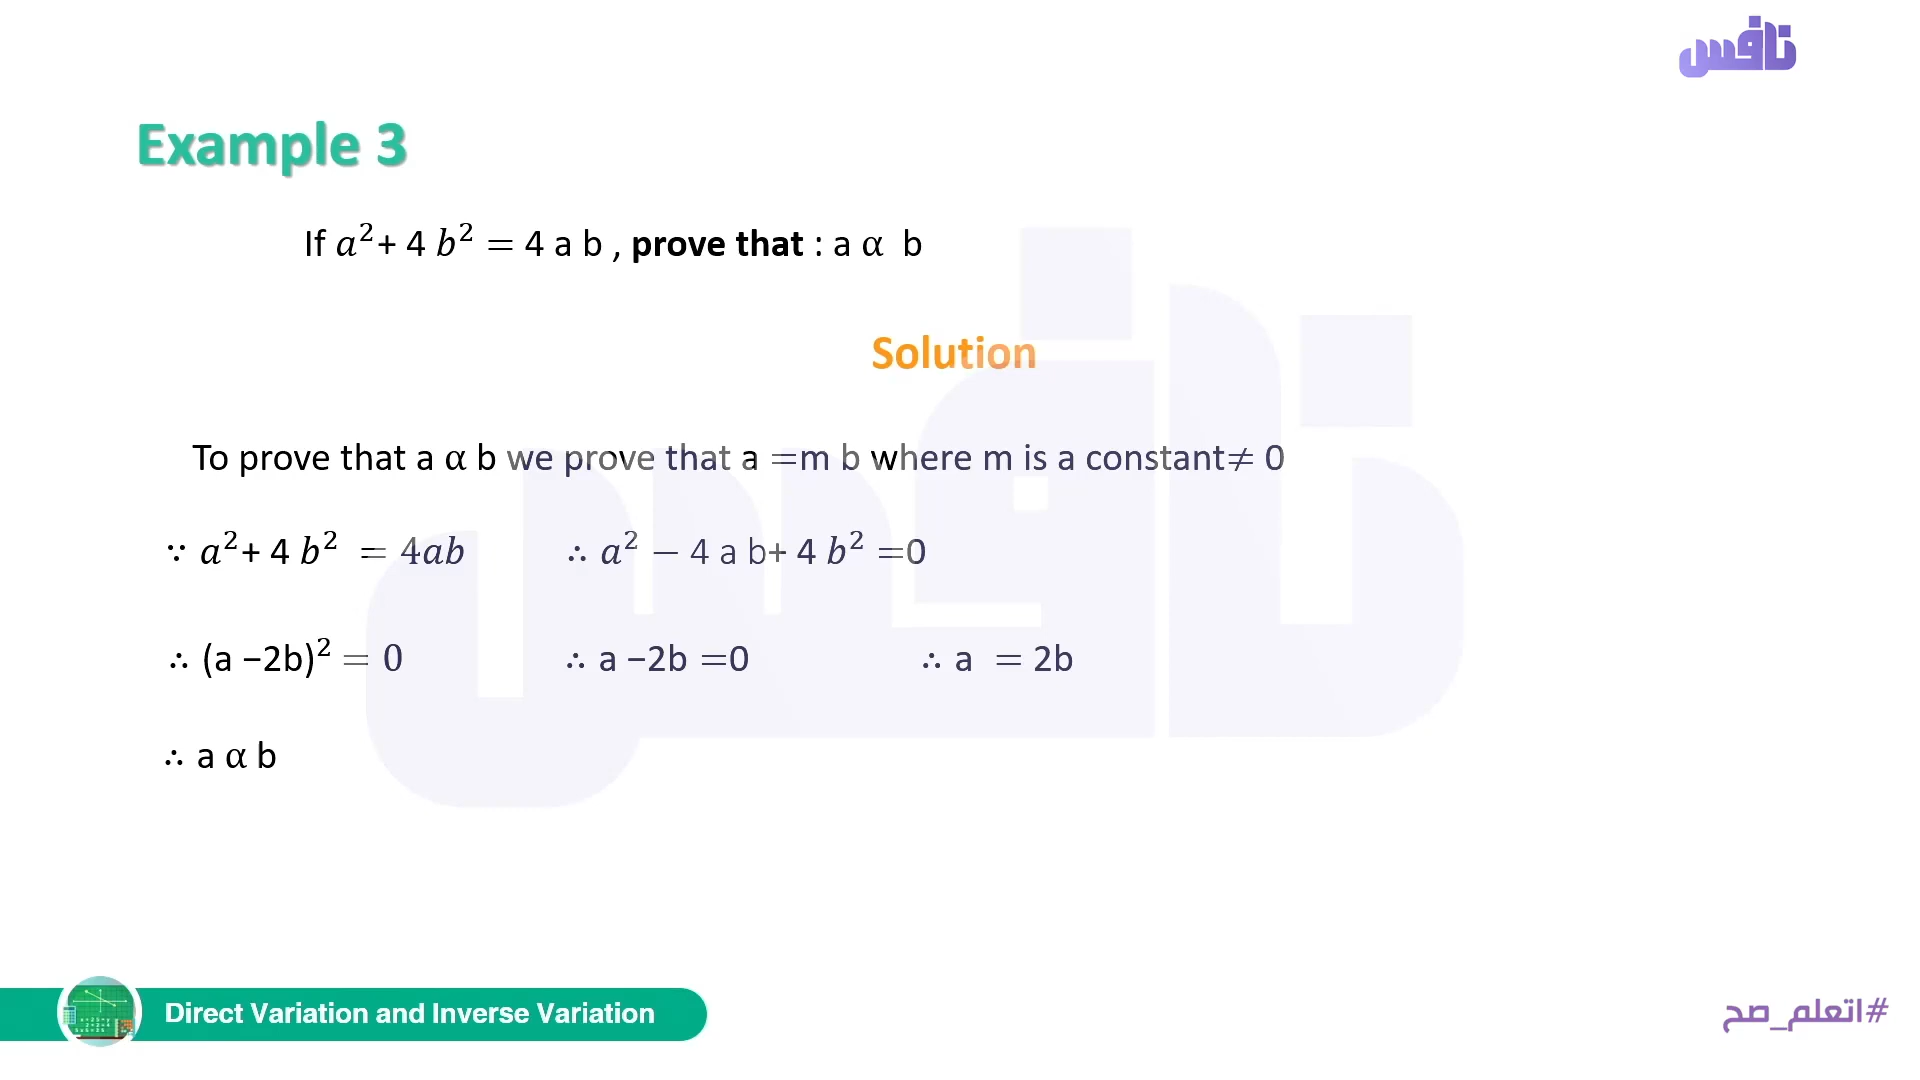 نافس
Example 3
If 𝑎²+ 4 𝑏² = 4 a b , prove that : a α b
Solution
To prove that a α b we prove that a =m b where m is a constant≠ 0
∵ 𝑎²+ 4 𝑏² = 4𝑎𝑏 ∴ 𝑎² − 4 a b+ 4 𝑏² =0
∴ (a −2b)² = 0 ∴ a −2b =0 ∴ a = 2b
∴ a α b
Direct Variation and Inverse Variation
#اتعلم_صح